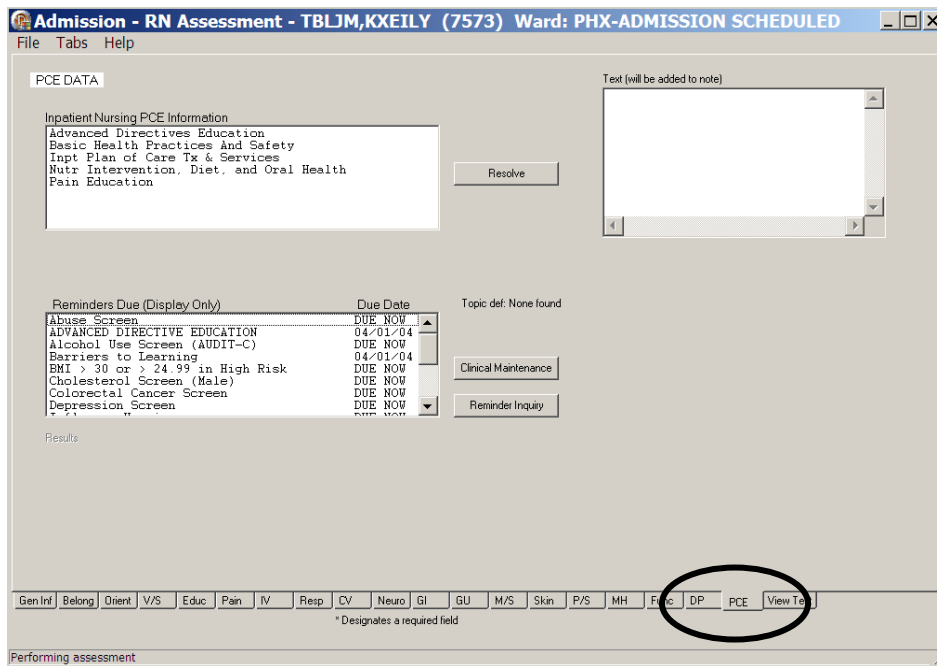 Admission - RN Assessment - TBLJM,KXEILY (7573) Ward: PHX-ADMISSION SCHEDULED
File Tabs Help
PCE DATA
Text (will be added to note)
Inpatient Nursing PCE Information
Advanced Directives Education
Basic Health Practices And Safety
Inpt Plan of Care Tx & Services
Nutr Intervention, Diet, and Oral Health
Pain Education
Resolve
Reminders Due (Display Only) Due Date
Topic def: None found
Abuse Screen DUE NOW
ADVANCED DIRECTIVE EDUCATION 04/01/04
Alcohol Use Screen (AUDIT-C) DUE NOW
Barriers to Learning 04/01/04
BMI > 30 or > 24.99 in High Risk DUE NOW
Cholesterol Screen (Male) DUE NOW
Colorectal Cancer Screen DUE NOW
Depression Screen DUE NOW
DUE NOW
Clinical Maintenance
Reminder Inquiry
Results
Gen Inf Belong Orient V/S Educ Pain IV Resp CV Neuro GI GU M/S Skin P/S MH Func DP PCE View Text
* Designates a required field
Performing assessment